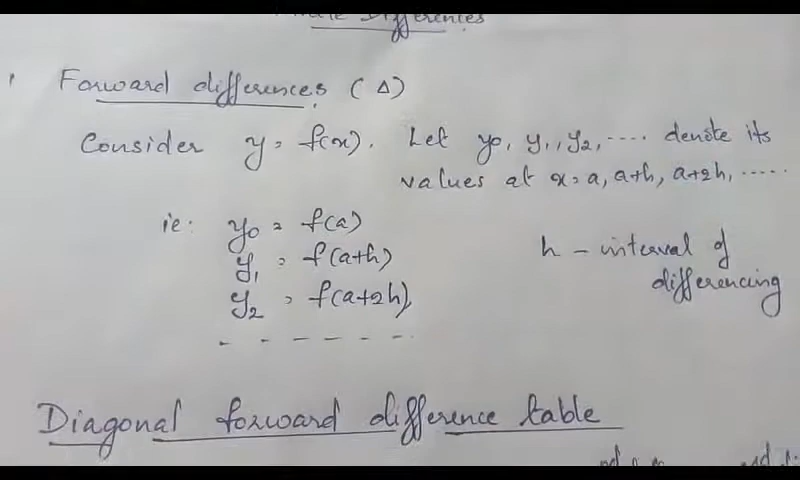 Differences
Forward differences (Δ)
Consider y = f(x). Let y0, y1, y2, .... denote its
values at x = a, a+h, a+2h, .....
ie: y0 = f(a)
y1 = f(a+h)
y2 = f(a+2h),
h - interval of
differencing
- - - - - -
Diagonal forward difference table